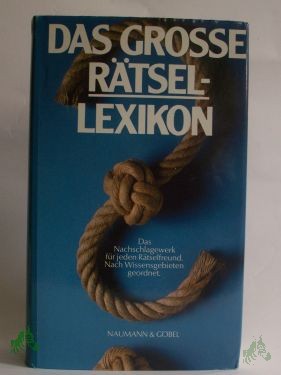 DAS GROSSE
RÄTSEL-
LEXIKON
Das
Nachschlagewerk
für jeden Rätselfreund.
Nach Wissensgebieten
geordnet.
NAUMANN & GÖBEL